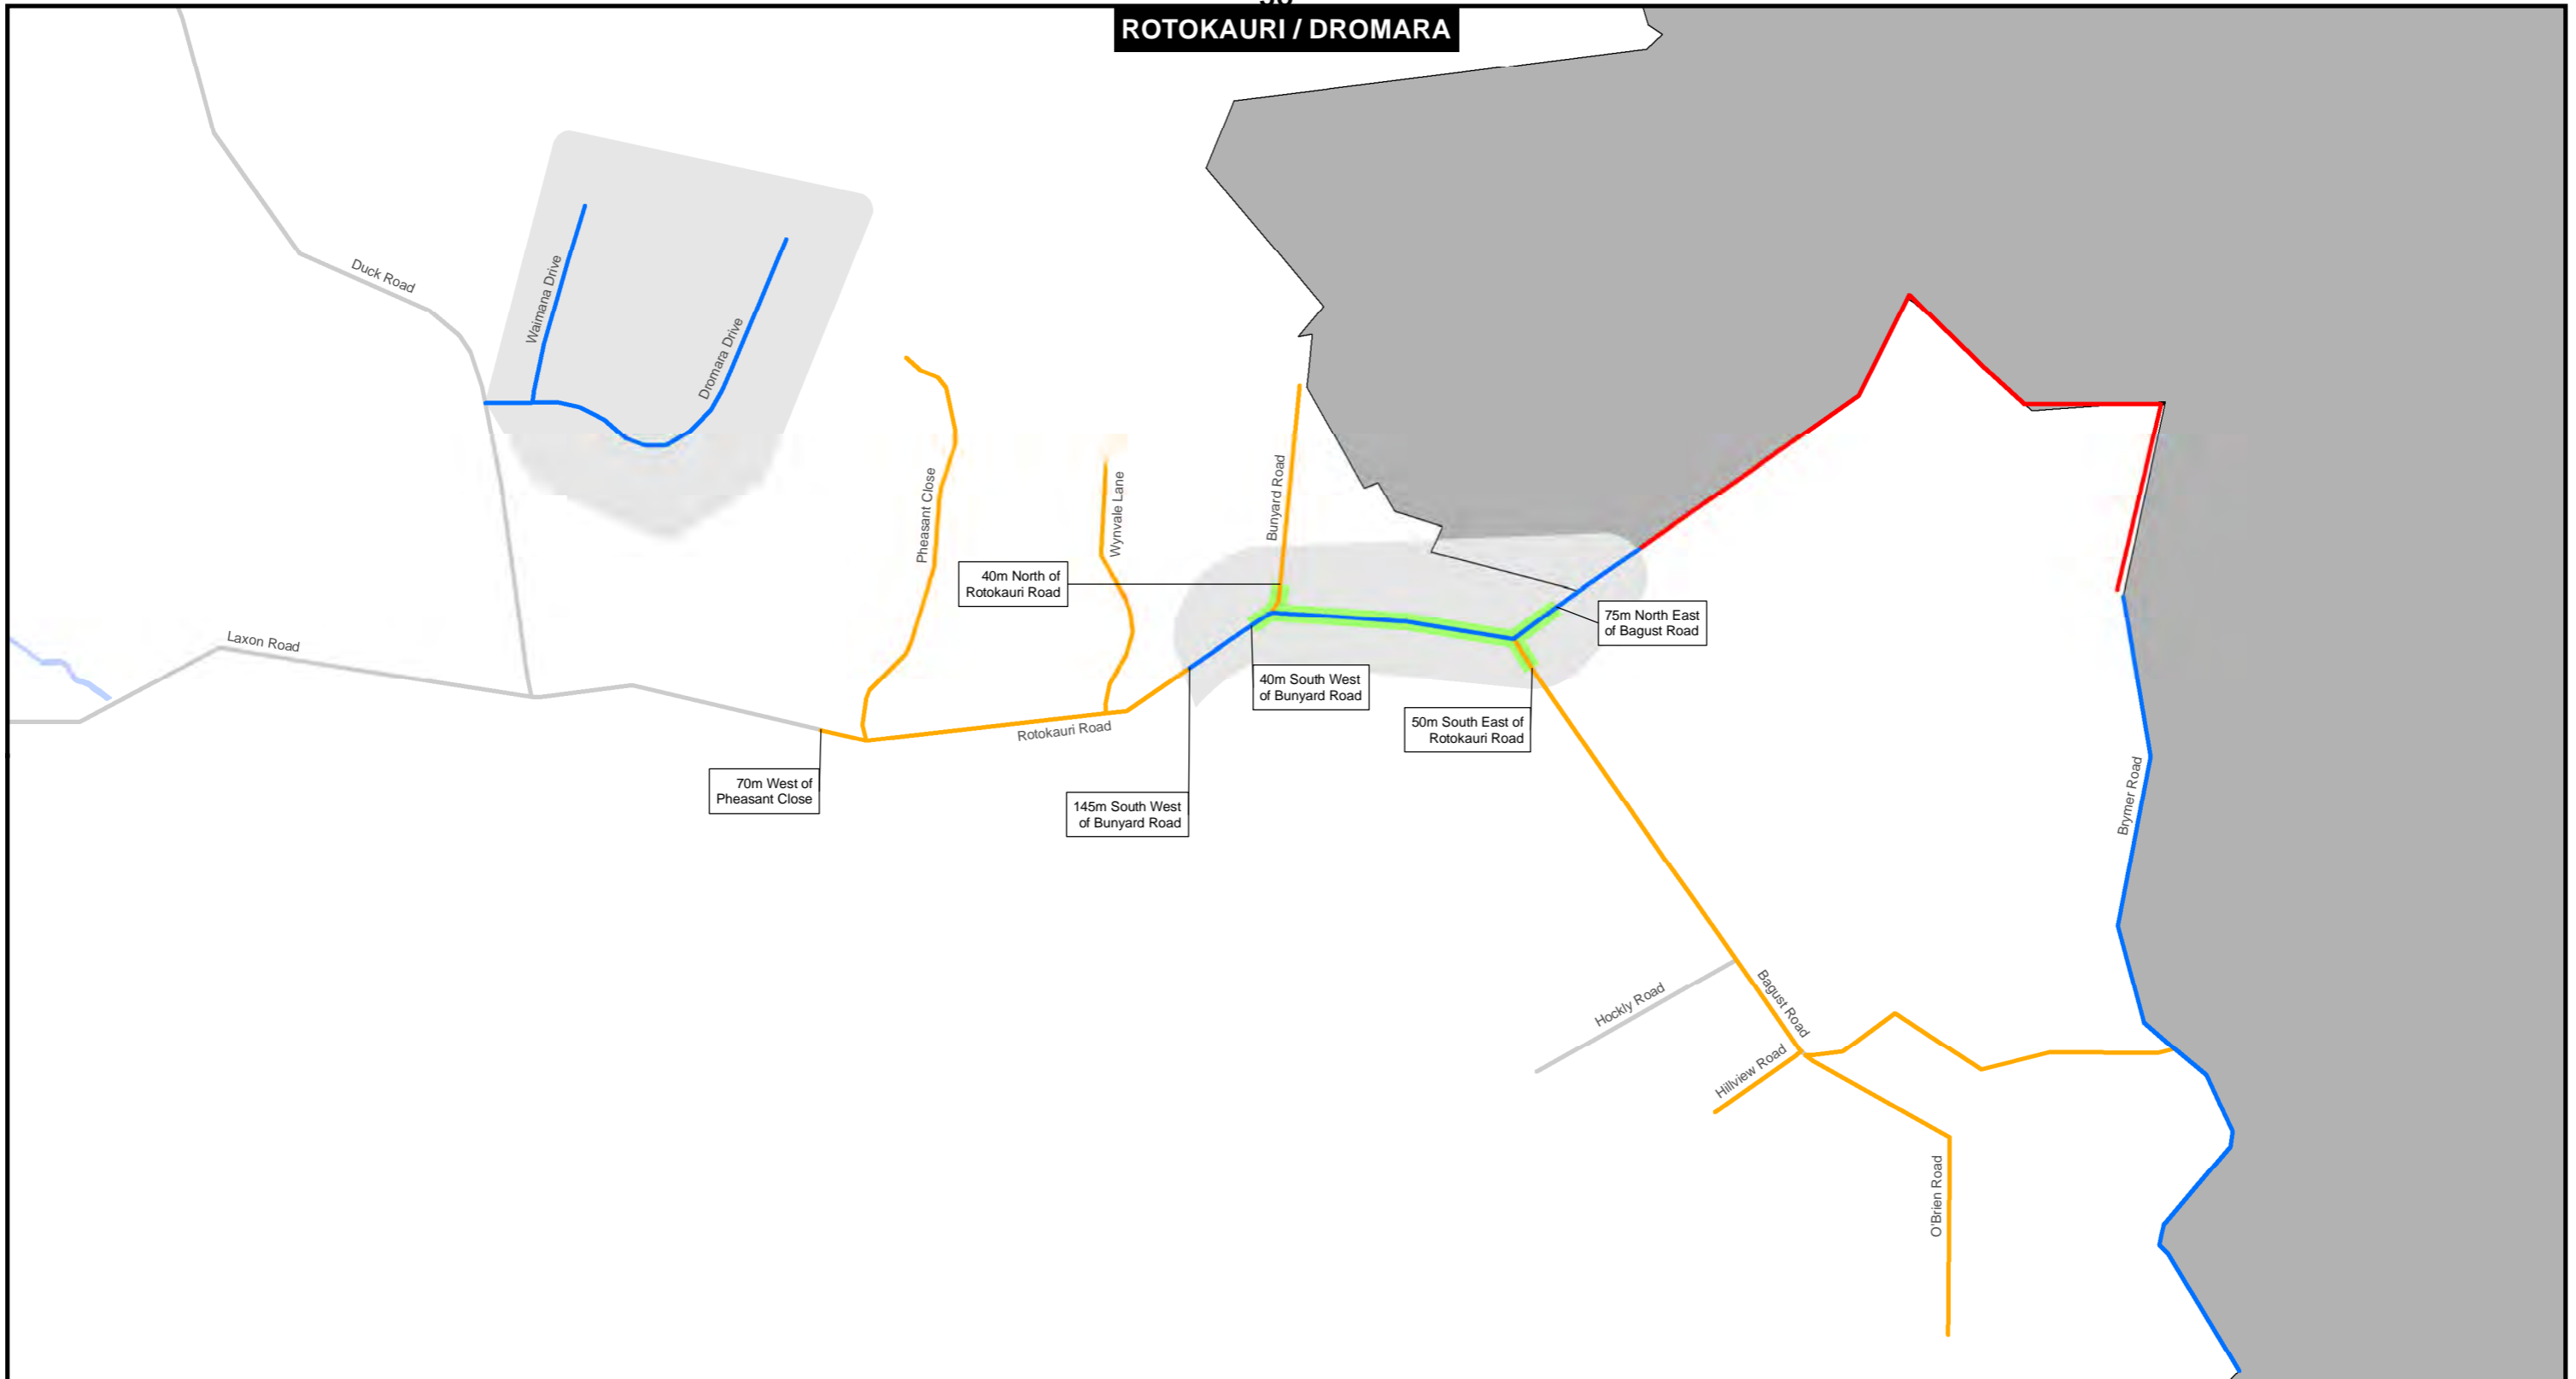 ROTOKAURI / DROMARA
Duck Road
Waimana Drive
Dromara Drive
Pheasant Close
Wynvale Lane
Bunyard Road
40m North of
Rotokauri Road
75m North East
of Bagust Road
Laxon Road
40m South West
of Bunyard Road
Rotokauri Road
50m South East of
Rotokauri Road
70m West of
Pheasant Close
145m South West
of Bunyard Road
Brymer Road
Hockly Road
Bagust Road
Hillview Road
O'Brien Road